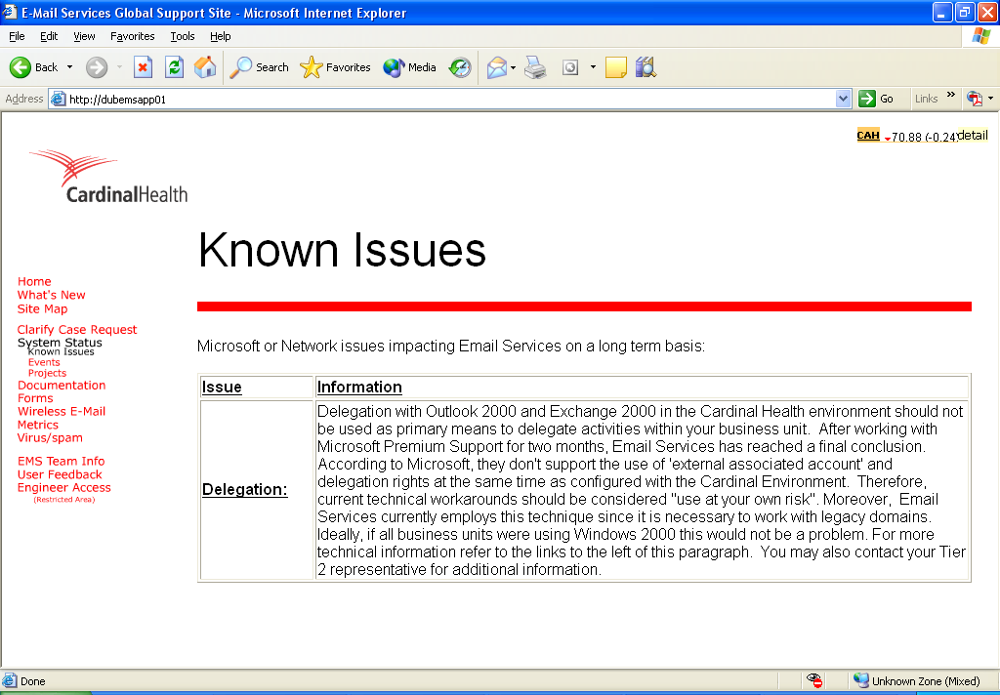 E-Mail Services Global Support Site - Microsoft Internet Explorer
File Edit View Favorites Tools Help
Back Search Favorites Media
Address http://dubemsapp01 Go Links »
CAH 70.88 (-0.24) detail
CardinalHealth
Known Issues
Home
What's New
Site Map
Clarify Case Request
System Status
Known Issues
Events
Projects
Documentation
Forms
Wireless E-Mail
Metrics
Virus/spam
EMS Team Info
User Feedback
Engineer Access
(Restricted Area)
Microsoft or Network issues impacting Email Services on a long term basis:
Issue Information
Delegation:
Delegation with Outlook 2000 and Exchange 2000 in the Cardinal Health environment should not
be used as primary means to delegate activities within your business unit. After working with
Microsoft Premium Support for two months, Email Services has reached a final conclusion.
According to Microsoft, they don't support the use of 'external associated account' and
delegation rights at the same time as configured with the Cardinal Environment. Therefore,
current technical workarounds should be considered "use at your own risk". Moreover, Email
Services currently employs this technique since it is necessary to work with legacy domains.
Ideally, if all business units were using Windows 2000 this would not be a problem. For more
technical information refer to the links to the left of this paragraph. You may also contact your Tier
2 representative for additional information.
Done Unknown Zone (Mixed)